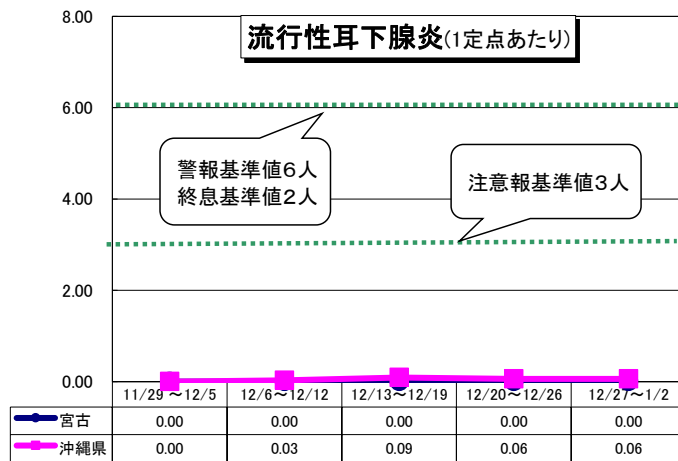 流行性耳下腺炎(1定点あたり)
8.00
6.00
警報基準値6人
終息基準値2人
注意報基準値3人
4.00
2.00
0.00
11/29 ～12/5 12/6～12/12 12/13～12/19 12/20～12/26 12/27～1/2
宮古 0.00 0.00 0.00 0.00 0.00
沖縄県 0.00 0.03 0.09 0.06 0.06